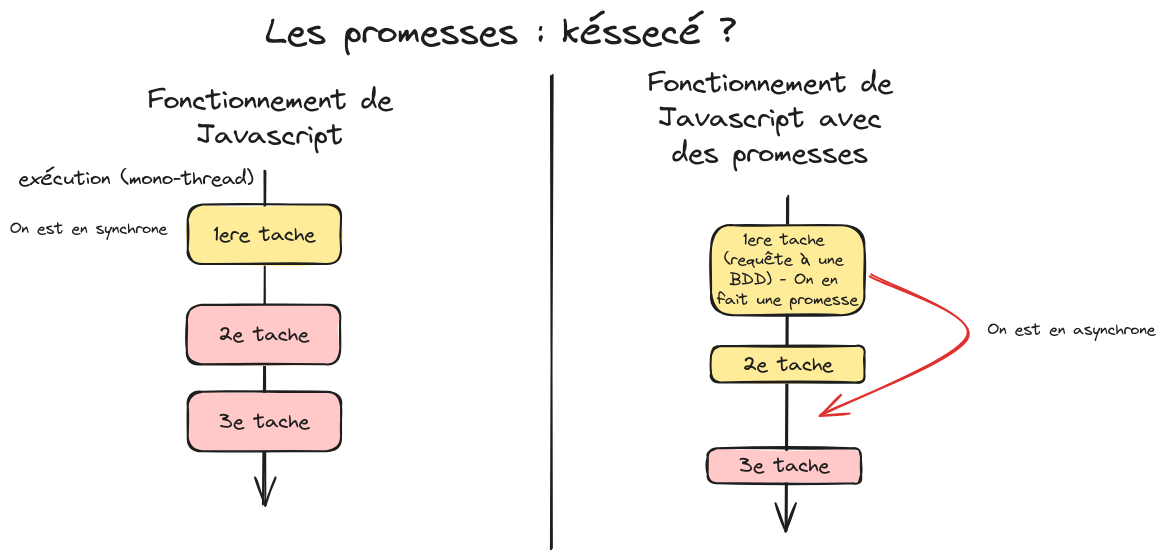 Les promesses : késsecé ?
Fonctionnement de
Javascript
exécution (mono-thread)
On est en synchrone
1ere tache
2e tache
3e tache
Fonctionnement de
Javascript avec
des promesses
1ere tache
(requête à une
BDD) - On en
fait une promesse
On est en asynchrone
2e tache
3e tache